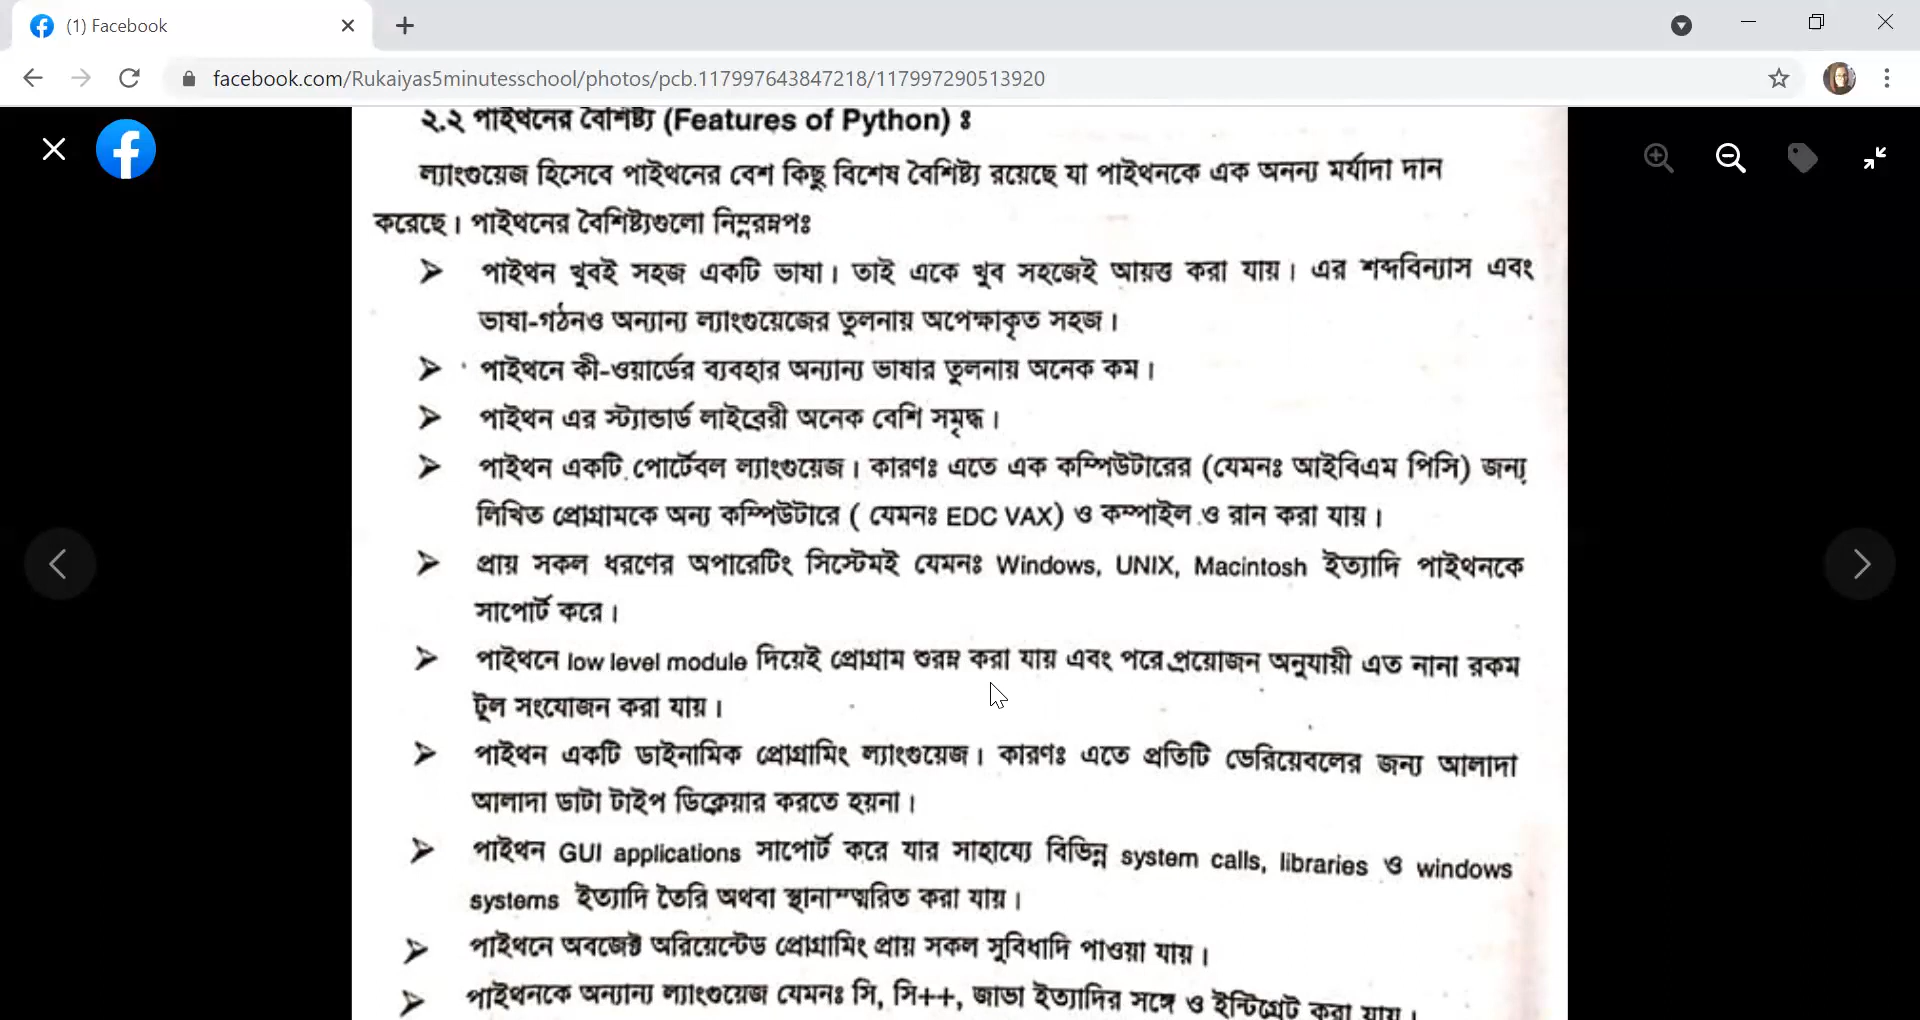 (1) Facebook
facebook.com/Rukaiyas5minutesschool/photos/pcb.117997643847218/117997290513920
২.২ পাইথনের বৈশিষ্ট্য (Features of Python) ঃ
ল্যাংগুয়েজ হিসেবে পাইথনের বেশ কিছু বিশেষ বৈশিষ্ট্য রয়েছে যা পাইথনকে এক অনন্য মর্যাদা দান
করেছে। পাইথনের বৈশিষ্ট্যগুলো নিম্নরম্নপঃ
➢ পাইথন খুবই সহজ একটি ভাষা। তাই একে খুব সহজেই আয়ত্ত করা যায়। এর শব্দবিন্যাস এবং
ভাষা-গঠনও অন্যান্য ল্যাংগুয়েজের তুলনায় অপেক্ষাকৃত সহজ।
➢ পাইথনে কী-ওয়ার্ডের ব্যবহার অন্যান্য ভাষার তুলনায় অনেক কম।
➢ পাইথন এর স্ট্যান্ডার্ড লাইব্রেরী অনেক বেশি সমৃদ্ধ।
➢ পাইথন একটি পোর্টেবল ল্যাংগুয়েজ। কারণঃ এতে এক কম্পিউটারের (যেমনঃ আইবিএম পিসি) জন্য
লিখিত প্রোগ্রামকে অন্য কম্পিউটারে ( যেমনঃ EDC VAX) ও কম্পাইল ও রান করা যায়।
➢ প্রায় সকল ধরণের অপারেটিং সিস্টেমই যেমনঃ Windows, UNIX, Macintosh ইত্যাদি পাইথনকে
সাপোর্ট করে।
➢ পাইথনে low level module দিয়েই প্রোগ্রাম শুরম্ন করা যায় এবং পরে প্রয়োজন অনুযায়ী এত নানা রকম
টুল সংযোজন করা যায়।
➢ পাইথন একটি ডাইনামিক প্রোগ্রামিং ল্যাংগুয়েজ। কারণঃ এতে প্রতিটি ভেরিয়েবলের জন্য আলাদা
আলাদা ডাটা টাইপ ডিক্লেয়ার করতে হয়না।
➢ পাইথন GUI applications সাপোর্ট করে যার সাহায্যে বিভিন্ন system calls, libraries ও windows
systems ইত্যাদি তৈরি অথবা করা যায়।
➢ পাইথনে অবজেক্ট অরিয়েন্টেড প্রোগ্রামিং প্রায় সকল সুবিধাদি পাওয়া যায়।
➢ পাইথনকে অন্যান্য ল্যাংগুয়েজ যেমনঃ সি, সি++, জাভা ইত্যাদির সঙ্গে ও ইন্টিগ্রেট করা যায়।